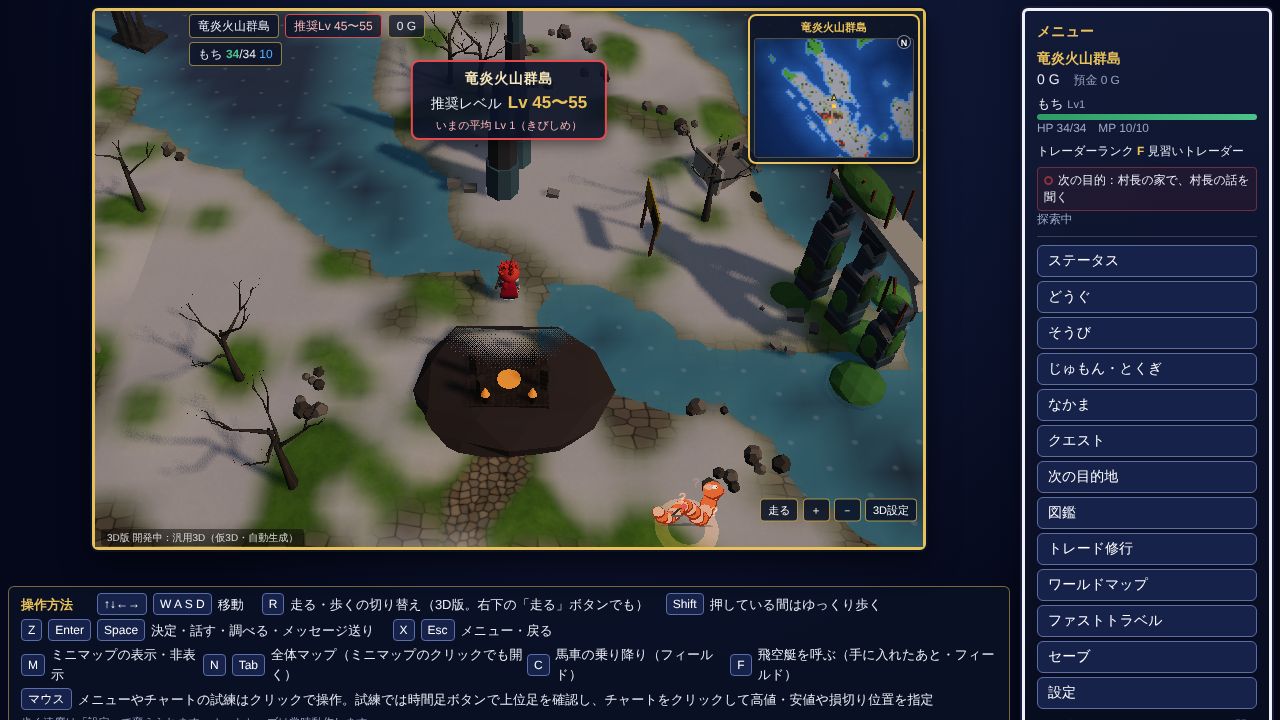 竜炎火山群島
推奨Lv 45〜55
0 G
もち 34/34 10
竜炎火山群島
推奨レベル Lv 45〜55
いまの平均 Lv 1（きびしめ）
竜炎火山群島
N
走る
＋
－
3D設定
3D版 開発中：汎用3D（仮3D・自動生成）
メニュー
竜炎火山群島
0 G 預金 0 G
もち Lv1
HP 34/34 MP 10/10
トレーダーランク F 見習いトレーダー
次の目的：村長の家で、村長の話を
聞く
探索中
ステータス
どうぐ
そうび
じゅもん・とくぎ
なかま
クエスト
次の目的地
図鑑
トレード修行
ワールドマップ
ファストトラベル
セーブ
設定
操作方法 ↑↓←→ W A S D 移動 R 走る・歩くの切り替え（3D版。右下の「走る」ボタンでも） Shift 押している間はゆっくり歩く
Z Enter Space 決定・話す・調べる・メッセージ送り X Esc メニュー・戻る
M ミニマップの表示・非表示 N Tab 全体マップ（ミニマップのクリックでも開く） C 馬車の乗り降り（フィールド） F 飛空艇を呼ぶ（手に入れたあと・フィールド）
マウス メニューやチャートの試練はクリックで操作。試練では時間足ボタンで上位足を確認し、チャートをクリックして高値・安値や損切り位置を指定